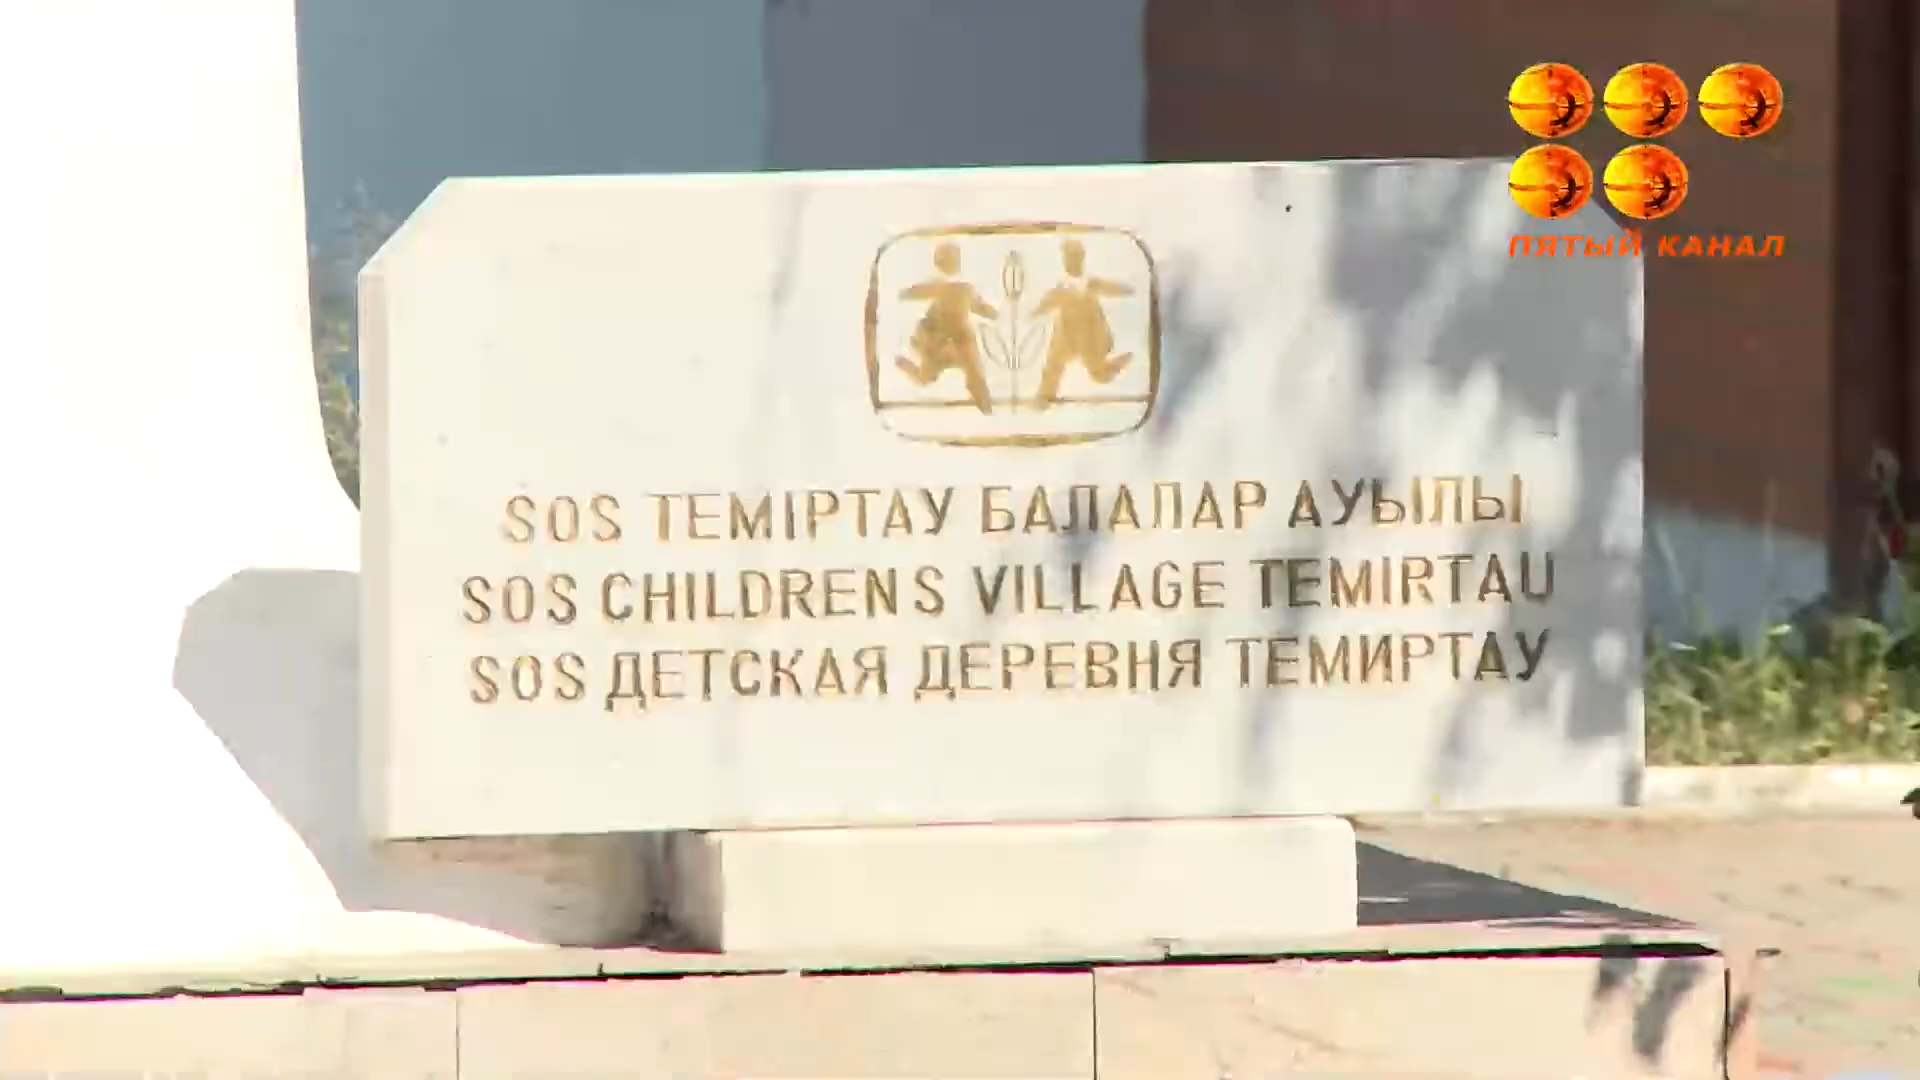 ПЯТЫЙ КАНАЛ
SOS ТЕМІРТАУ БАЛАЛАР АУЫЛЫ
SOS CHILDRENS VILLAGE TEMIRTAU
SOS ДЕТСКАЯ ДЕРЕВНЯ ТЕМИРТАУ